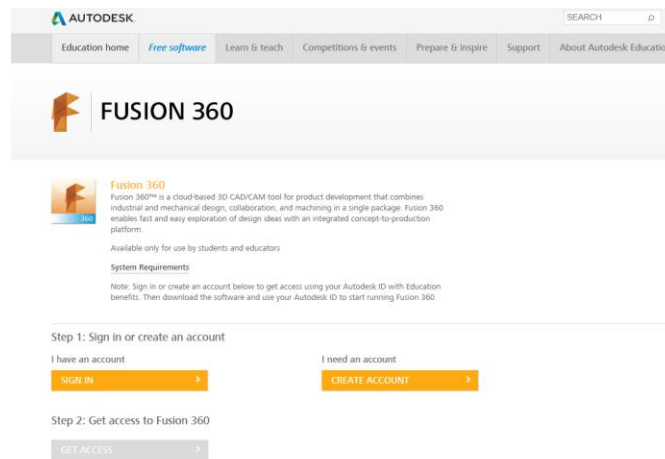 AUTODESK.
SEARCH
Education home Free software Learn & teach Competitions & events Prepare & inspire Support About Autodesk Educatio
FUSION 360
Fusion 360
360
Fusion 360™ is a cloud-based 3D CAD/CAM tool for product development that combines
industrial and mechanical design, collaboration, and machining in a single package. Fusion 360
enables fast and easy exploration of design ideas with an integrated concept-to-production
platform.
Available only for use by students and educators
System Requirements
Note: Sign in or create an account below to get access using your Autodesk ID with Education
benefits. Then download the software and use your Autodesk ID to start running Fusion 360.
Step 1: Sign in or create an account
I have an account
I need an account
SIGN IN
CREATE ACCOUNT
Step 2: Get access to Fusion 360
GET ACCESS